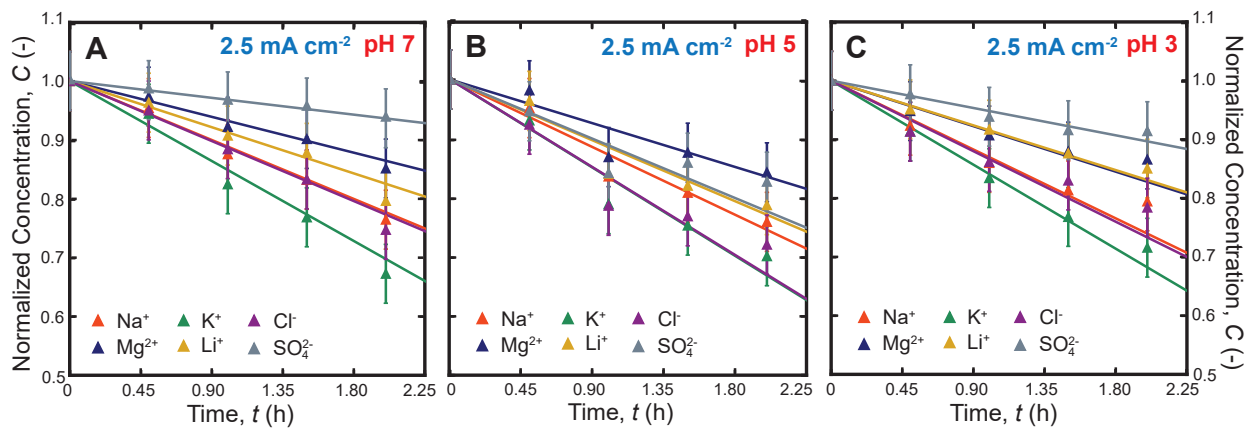 A 2.5 mA cm⁻² pH 7
Normalized Concentration, C (-)
1.1
1.0
0.9
0.8
0.7
0.6
0.5
Na⁺ K⁺ Cl⁻
Mg²⁺ Li⁺ SO₄²⁻
0 0.45 0.90 1.35 1.80 2.25
Time, t (h)
B 2.5 mA cm⁻² pH 5
Na⁺ K⁺ Cl⁻
Mg²⁺ Li⁺ SO₄²⁻
0 0.45 0.90 1.35 1.80 2.25
Time, t (h)
C 2.5 mA cm⁻² pH 3
Na⁺ K⁺ Cl⁻
Mg²⁺ Li⁺ SO₄²⁻
0 0.45 0.90 1.35 1.80 2.25
Time, t (h)
1.1
1.0
0.9
0.8
0.7
0.6
0.5
Normalized Concentration, C (-)